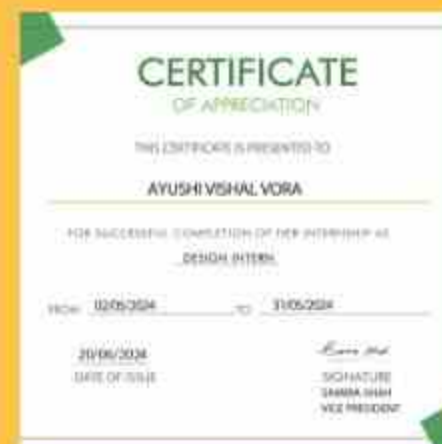 CERTIFICATE
OF APPRECIATION
THIS CERTIFICATE IS PRESENTED TO
AYUSHI VISHAL VORA
FOR SUCCESSFUL COMPLETION OF HER INTERNSHIP AS
DESIGN INTERN
FROM 02/05/2024 TO 31/05/2024
20/06/2024
DATE OF ISSUE
SIGNATURE
SHAH
VICE PRESIDENT